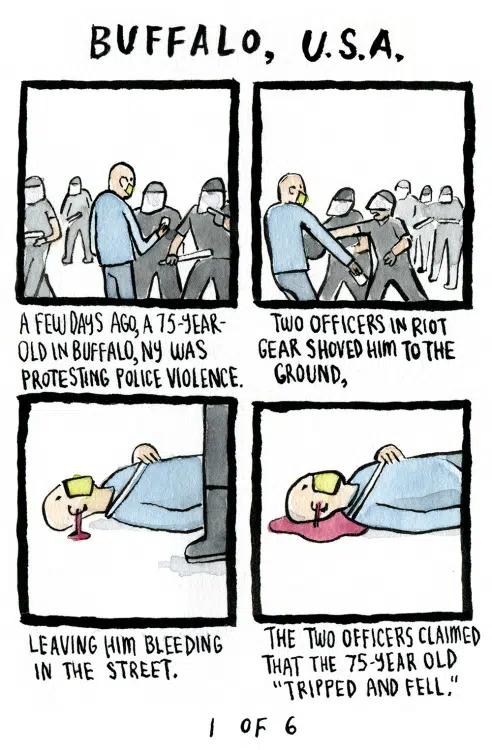 BUFFALO, U.S.A.
A FEW DAYS AGO, A 75-YEAR-
OLD IN BUFFALO, NY WAS
PROTESTING POLICE VIOLENCE.
TWO OFFICERS IN RIOT
GEAR SHOVED HIM TO THE
GROUND,
LEAVING HIM BLEEDING
IN THE STREET.
THE TWO OFFICERS CLAIMED
THAT THE 75-YEAR OLD
"TRIPPED AND FELL."
1 OF 6